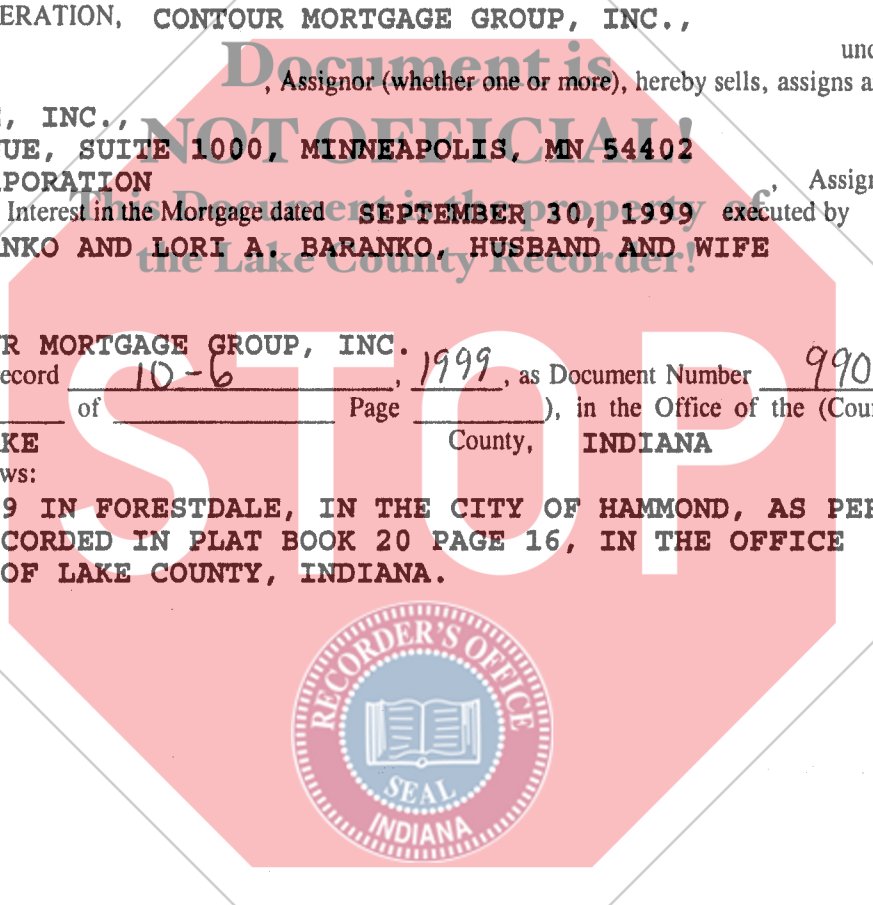 ERATION, CONTOUR MORTGAGE GROUP, INC.,
Document is
, Assignor (whether one or more), hereby sells, assigns a
, INC.,
NOT OFFICIAL!
UE, SUITE 1000, MINNEAPOLIS, MN 54402
PORATION , Assign
This Document is the property of
Interest in the Mortgage dated SEPTEMBER 30, 1999 executed by
NKO AND LORI A. BARANKO, HUSBAND AND WIFE
the Lake County Recorder!
R MORTGAGE GROUP, INC.
ecord 10-6, 1999, as Document Number 990
of Page ), in the Office of the (Cou
KE County, INDIANA
ws:
STOP
9 IN FORESTDALE, IN THE CITY OF HAMMOND, AS PER
CORDED IN PLAT BOOK 20 PAGE 16, IN THE OFFICE
OF LAKE COUNTY, INDIANA.
RECORDER'S OFFICE
SEAL
INDIANA